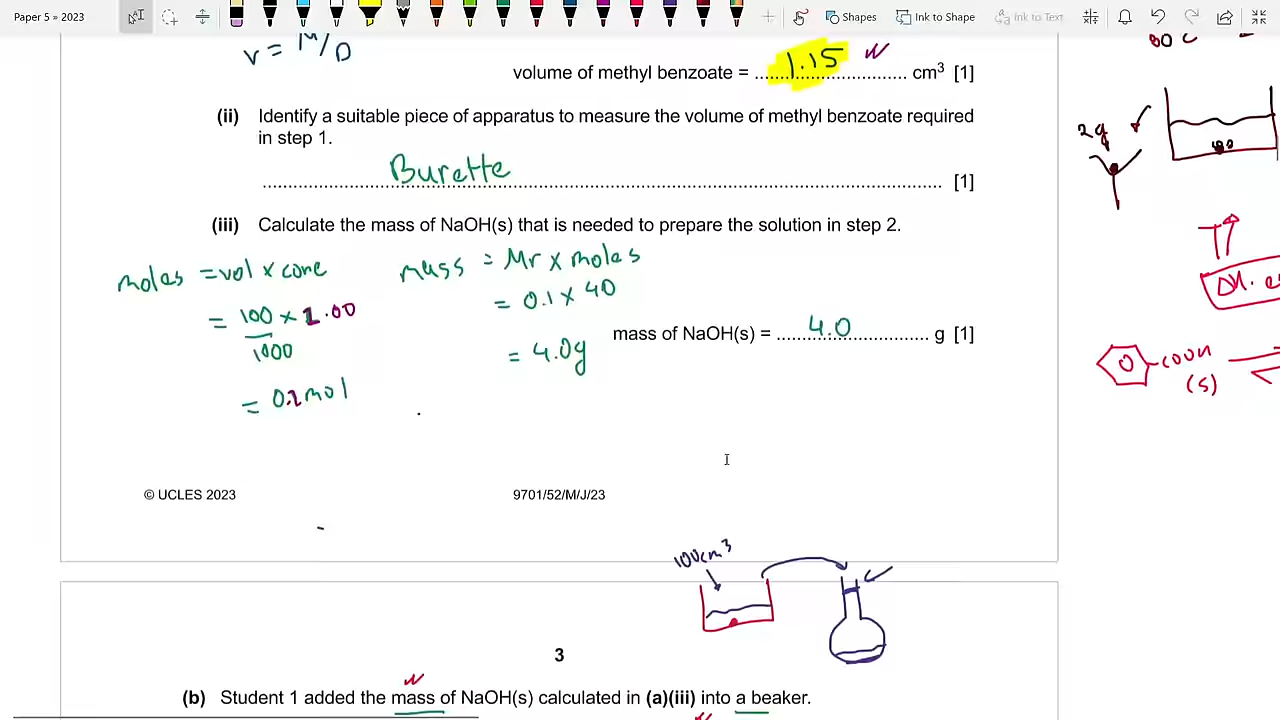 Paper 5 » 2023
Shapes
Ink to Shape
Ink to Text
v = M/D
1.15
volume of methyl benzoate = .................................. cm³ [1]
(ii) Identify a suitable piece of apparatus to measure the volume of methyl benzoate required
in step 1.
Burette
[1]
(iii) Calculate the mass of NaOH(s) that is needed to prepare the solution in step 2.
moles = vol x conc
= 100 x 1.00
1000
= 0.1 mol
mass = Mr x moles
= 0.1 x 40
= 4.0g
mass of NaOH(s) = 4.0 g [1]
© UCLES 2023
9701/52/M/J/23
100cm³
3
(b) Student 1 added the mass of NaOH(s) calculated in (a)(iii) into a beaker.
2g
COOH
(s)